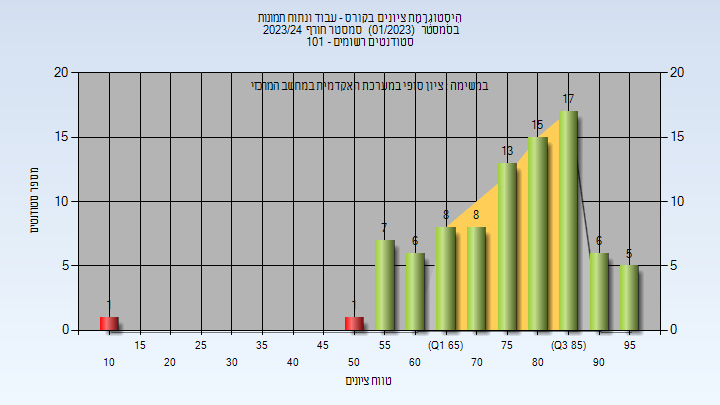 היסטוגרמת ציונים בקורס - עבוד ונתוח תמונות
בסמסטר (01/2023) סמסטר חורף 2023/24
סטודנטים רשומים - 101
במשימה : ציון סופי במערכת האקדמית במחשב המרכזי
20 20
15 15
10 10
5 5
0 0
מספר סטודנטים
1 1 7 6 8 8 13 15 17 6 5
15 25 35 45 55 (Q1 65) 75 (Q3 85) 95
10 20 30 40 50 60 70 80 90
טווח ציונים